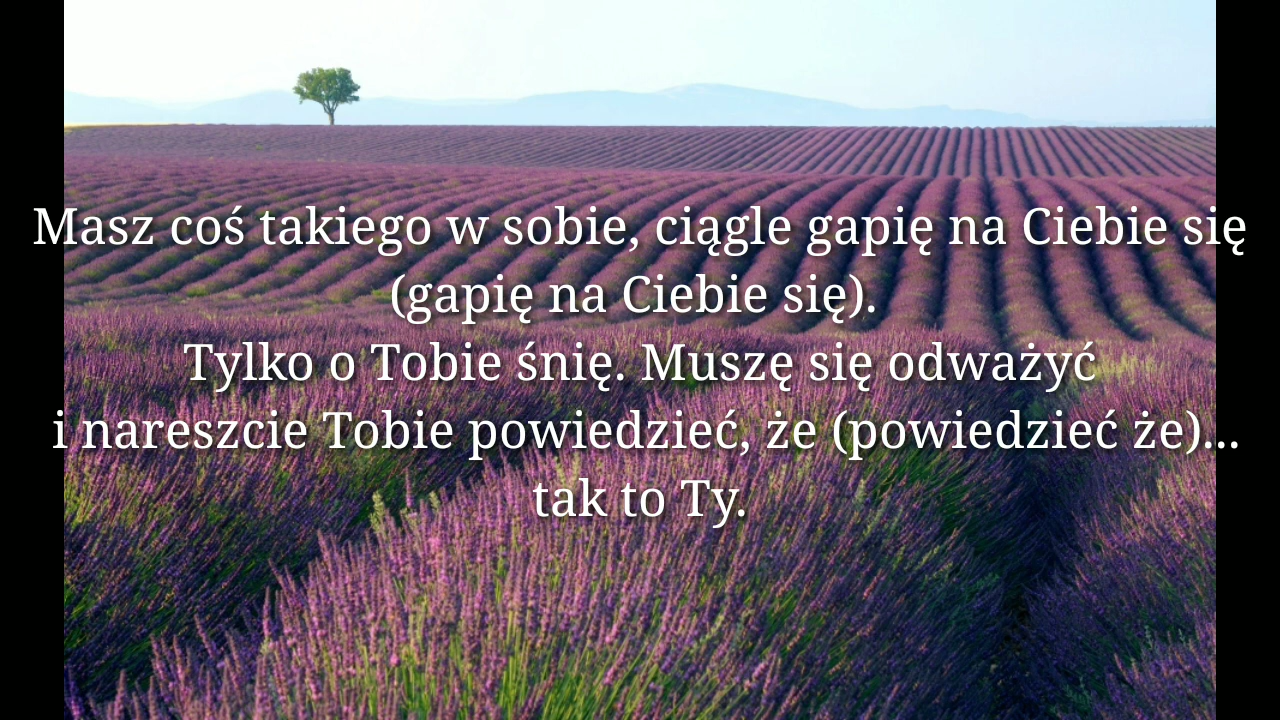 Masz coś takiego w sobie, ciągle gapię na Ciebie się
(gapię na Ciebie się).
Tylko o Tobie śnię. Muszę się odważyć
i nareszcie Tobie powiedzieć, że (powiedzieć że)...
tak to Ty.